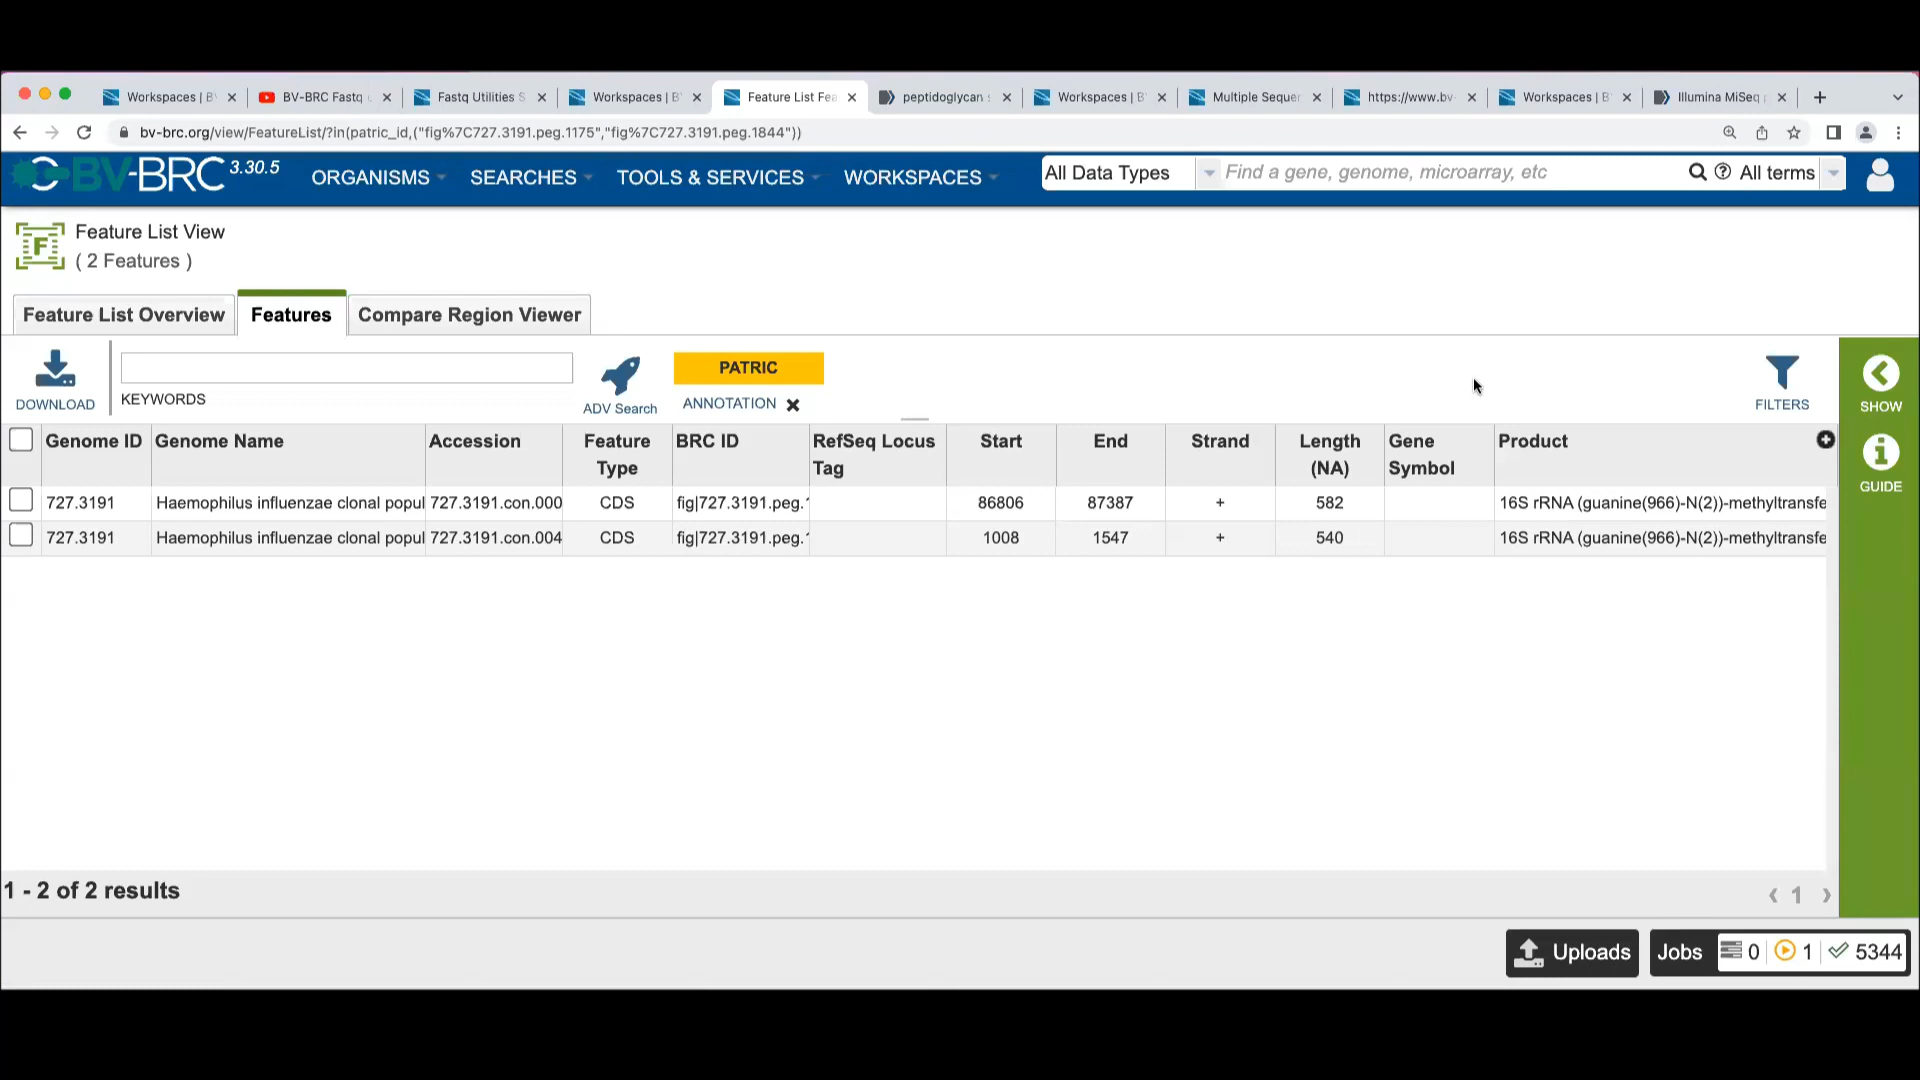 Workspaces | B
BV-BRC Fastq
Fastq Utilities S
Workspaces | B
Feature List Fea
peptidoglycan
Workspaces | B
Multiple Sequer
https://www.bv-
Workspaces | B
Illumina MiSeq
bv-brc.org/view/FeatureList/?in(patric_id,("fig%7C727.3191.peg.1175","fig%7C727.3191.peg.1844"))
BV-BRC 3.30.5
ORGANISMS
SEARCHES
TOOLS & SERVICES
WORKSPACES
All Data Types
Find a gene, genome, microarray, etc
All terms
F
Feature List View
( 2 Features )
Feature List Overview
Features
Compare Region Viewer
DOWNLOAD
KEYWORDS
ADV Search
PATRIC
ANNOTATION
FILTERS
SHOW
GUIDE
Genome ID Genome Name Accession Feature Type BRC ID RefSeq Locus Tag Start End Strand Length (NA) Gene Symbol Product
727.3191 Haemophilus influenzae clonal popul 727.3191.con.000 CDS fig|727.3191.peg. 86806 87387 + 582 16S rRNA (guanine(966)-N(2))-methyltransfe
727.3191 Haemophilus influenzae clonal popul 727.3191.con.004 CDS fig|727.3191.peg. 1008 1547 + 540 16S rRNA (guanine(966)-N(2))-methyltransfe
1 - 2 of 2 results
1
Uploads
Jobs 0 1 5344